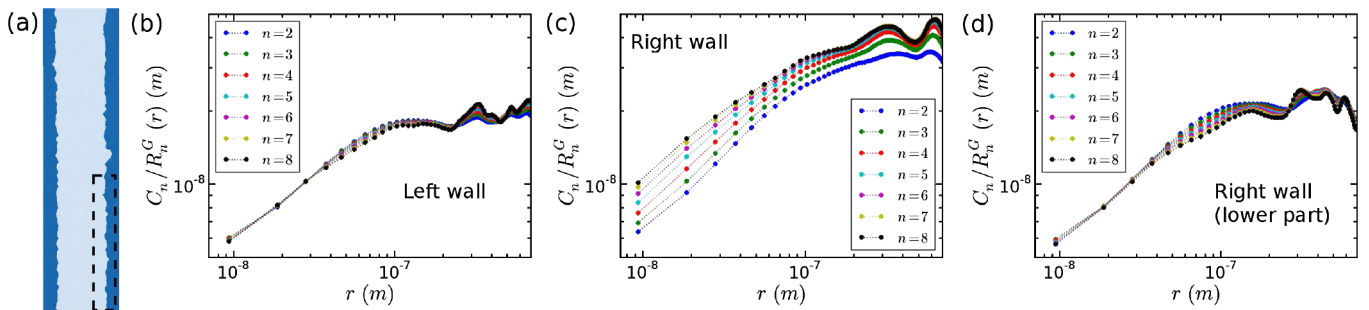 (a)
(b)
C_n/R_n^G (r) (m)
10^-8
n=2
n=3
n=4
n=5
n=6
n=7
n=8
Left wall
10^-8
10^-7
r (m)
(c)
C_n/R_n^G (r) (m)
10^-8
Right wall
n=2
n=3
n=4
n=5
n=6
n=7
n=8
10^-8
10^-7
r (m)
(d)
C_n/R_n^G (r) (m)
10^-8
n=2
n=3
n=4
n=5
n=6
n=7
n=8
Right wall
(lower part)
10^-8
10^-7
r (m)